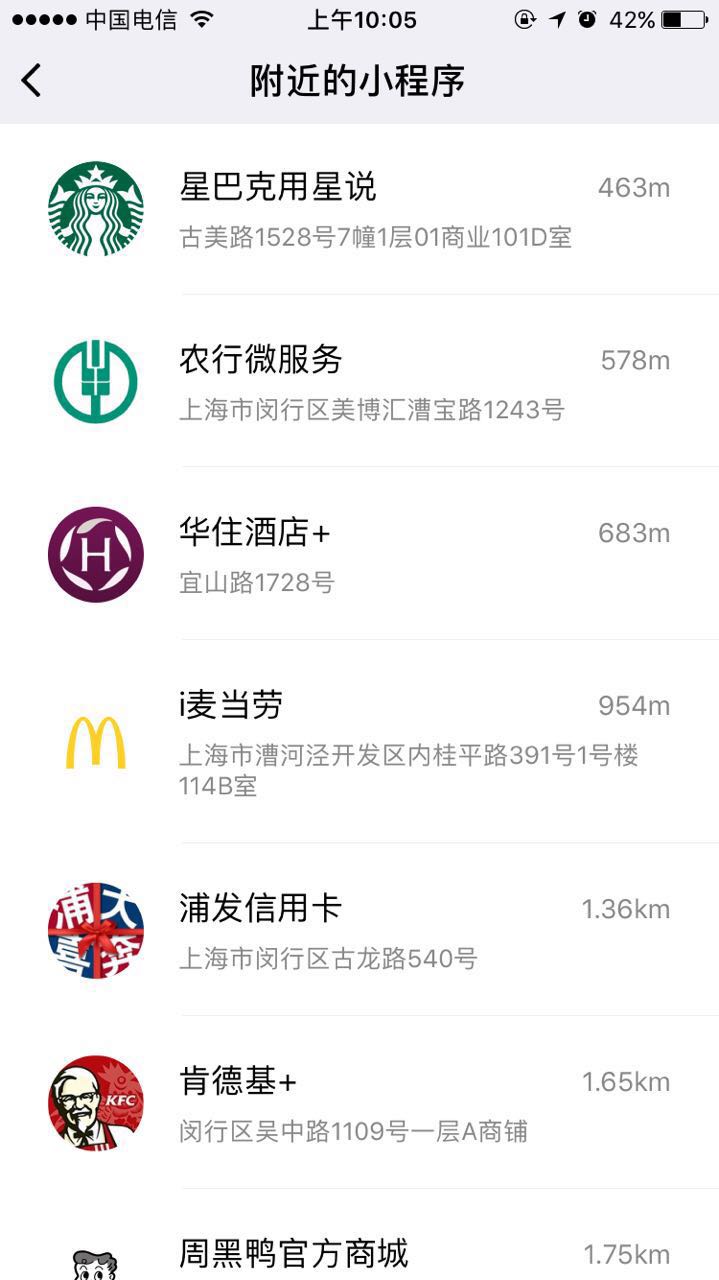 中国电信
上午10:05
42%
附近的小程序
星巴克用星说
463m
古美路1528号7幢1层01商业101D室
农行微服务
578m
上海市闵行区美博汇漕宝路1243号
华住酒店+
683m
宜山路1728号
H
i麦当劳
954m
上海市漕河泾开发区内桂平路391号1号楼
114B室
浦发信用卡
1.36km
上海市闵行区古龙路540号
浦大
喜奔
肯德基+
1.65km
闵行区吴中路1109号一层A商铺
KFC
周黑鸭官方商城
1.75km